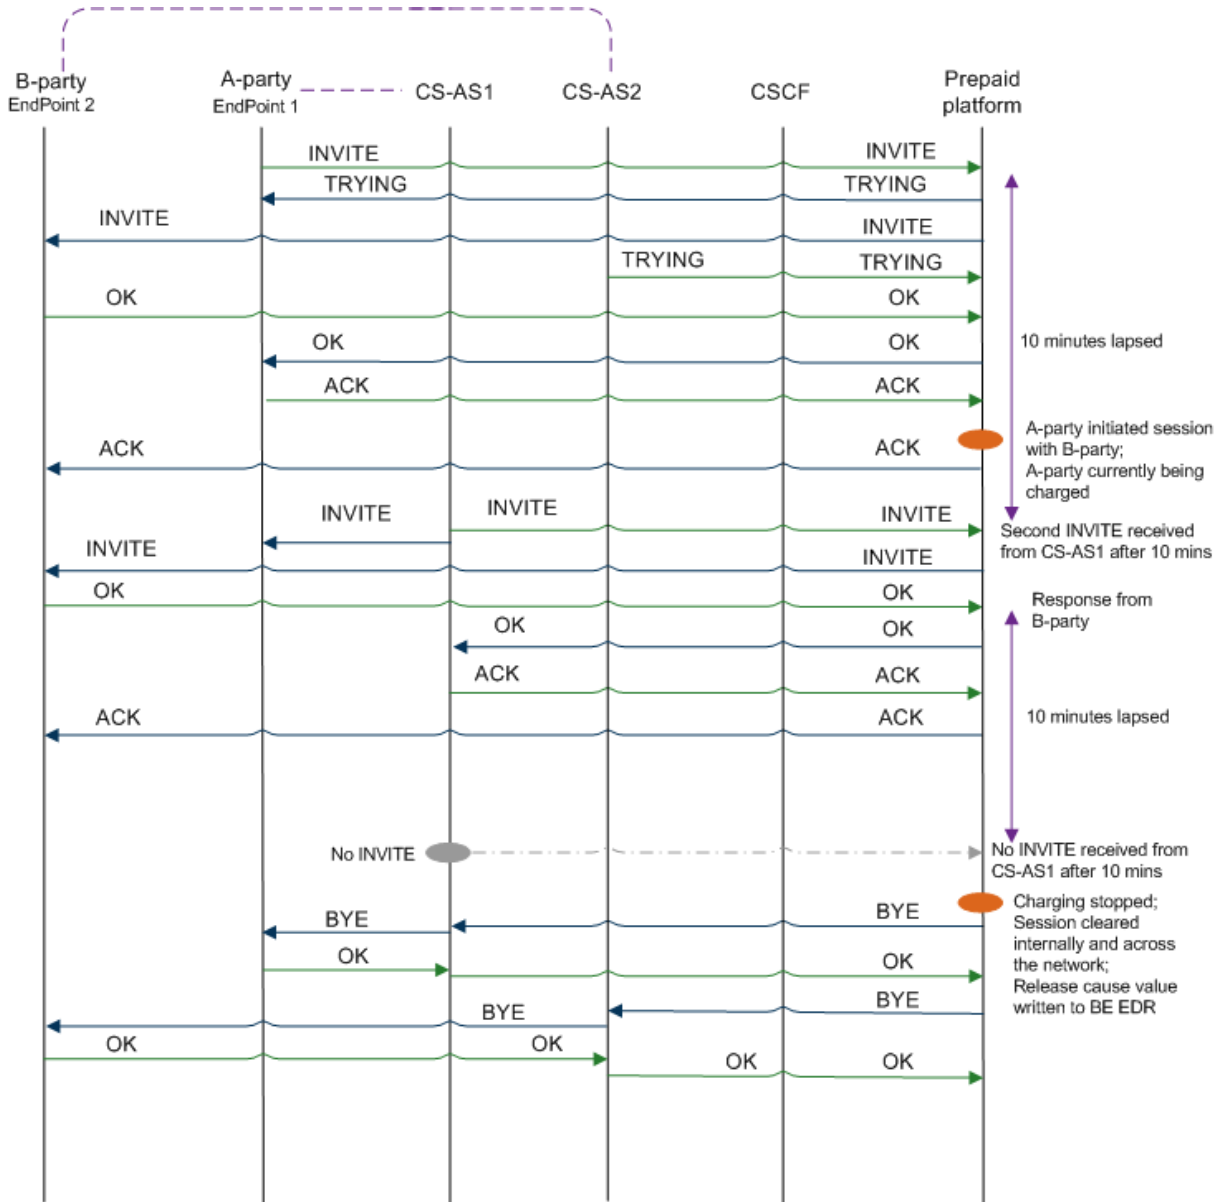 B-party
EndPoint 2
A-party
EndPoint 1
CS-AS1
CS-AS2
CSCF
Prepaid
platform
INVITE
INVITE
TRYING
TRYING
INVITE
INVITE
TRYING
TRYING
OK
OK
OK
OK
10 minutes lapsed
ACK
ACK
A-party initiated session
with B-party;
A-party currently being
charged
ACK
ACK
INVITE
INVITE
INVITE
Second INVITE received
from CS-AS1 after 10 mins
INVITE
INVITE
OK
OK
Response from
B-party
OK
OK
ACK
ACK
ACK
ACK
10 minutes lapsed
No INVITE
No INVITE received from
CS-AS1 after 10 mins
Charging stopped;
Session cleared
internally and across
the network;
Release cause value
written to BE EDR
BYE
BYE
OK
OK
BYE
BYE
OK
OK
OK
OK